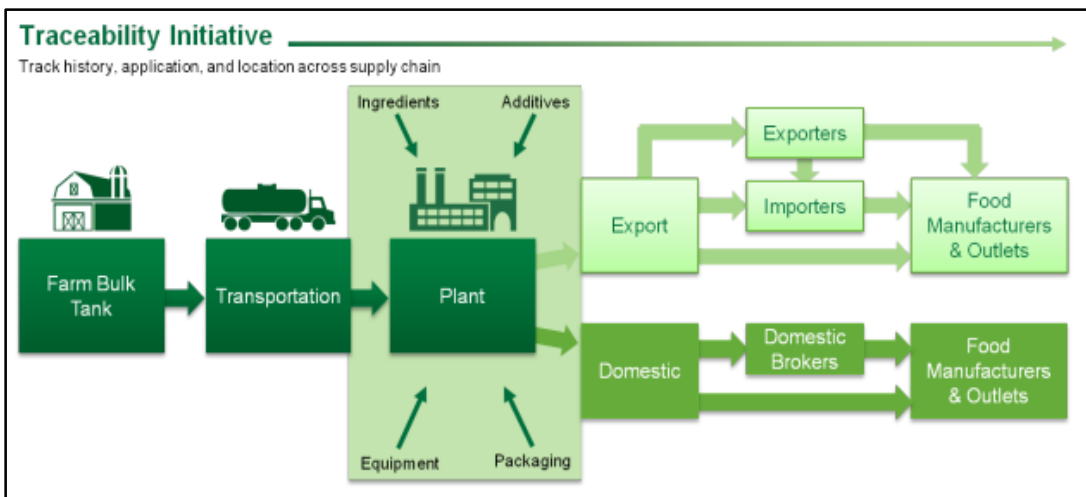 Traceability Initiative
Track history, application, and location across supply chain
Ingredients
Additives
Farm Bulk
Tank
Transportation
Plant
Equipment
Packaging
Export
Exporters
Importers
Food
Manufacturers
& Outlets
Domestic
Domestic
Brokers
Food
Manufacturers
& Outlets